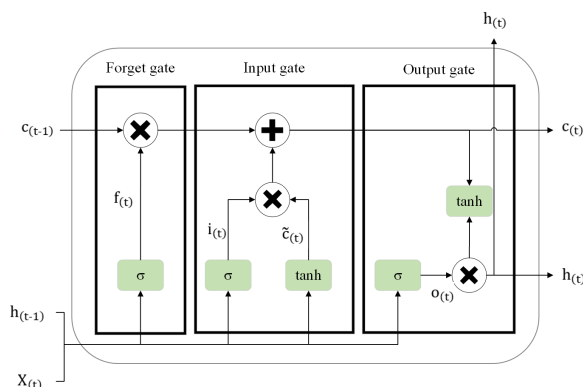 h(t)
Forget gate
Input gate
Output gate
c(t-1)
c(t)
f(t)
i(t)
c̃(t)
tanh
σ
σ
tanh
σ
o(t)
h(t)
h(t-1)
X(t)